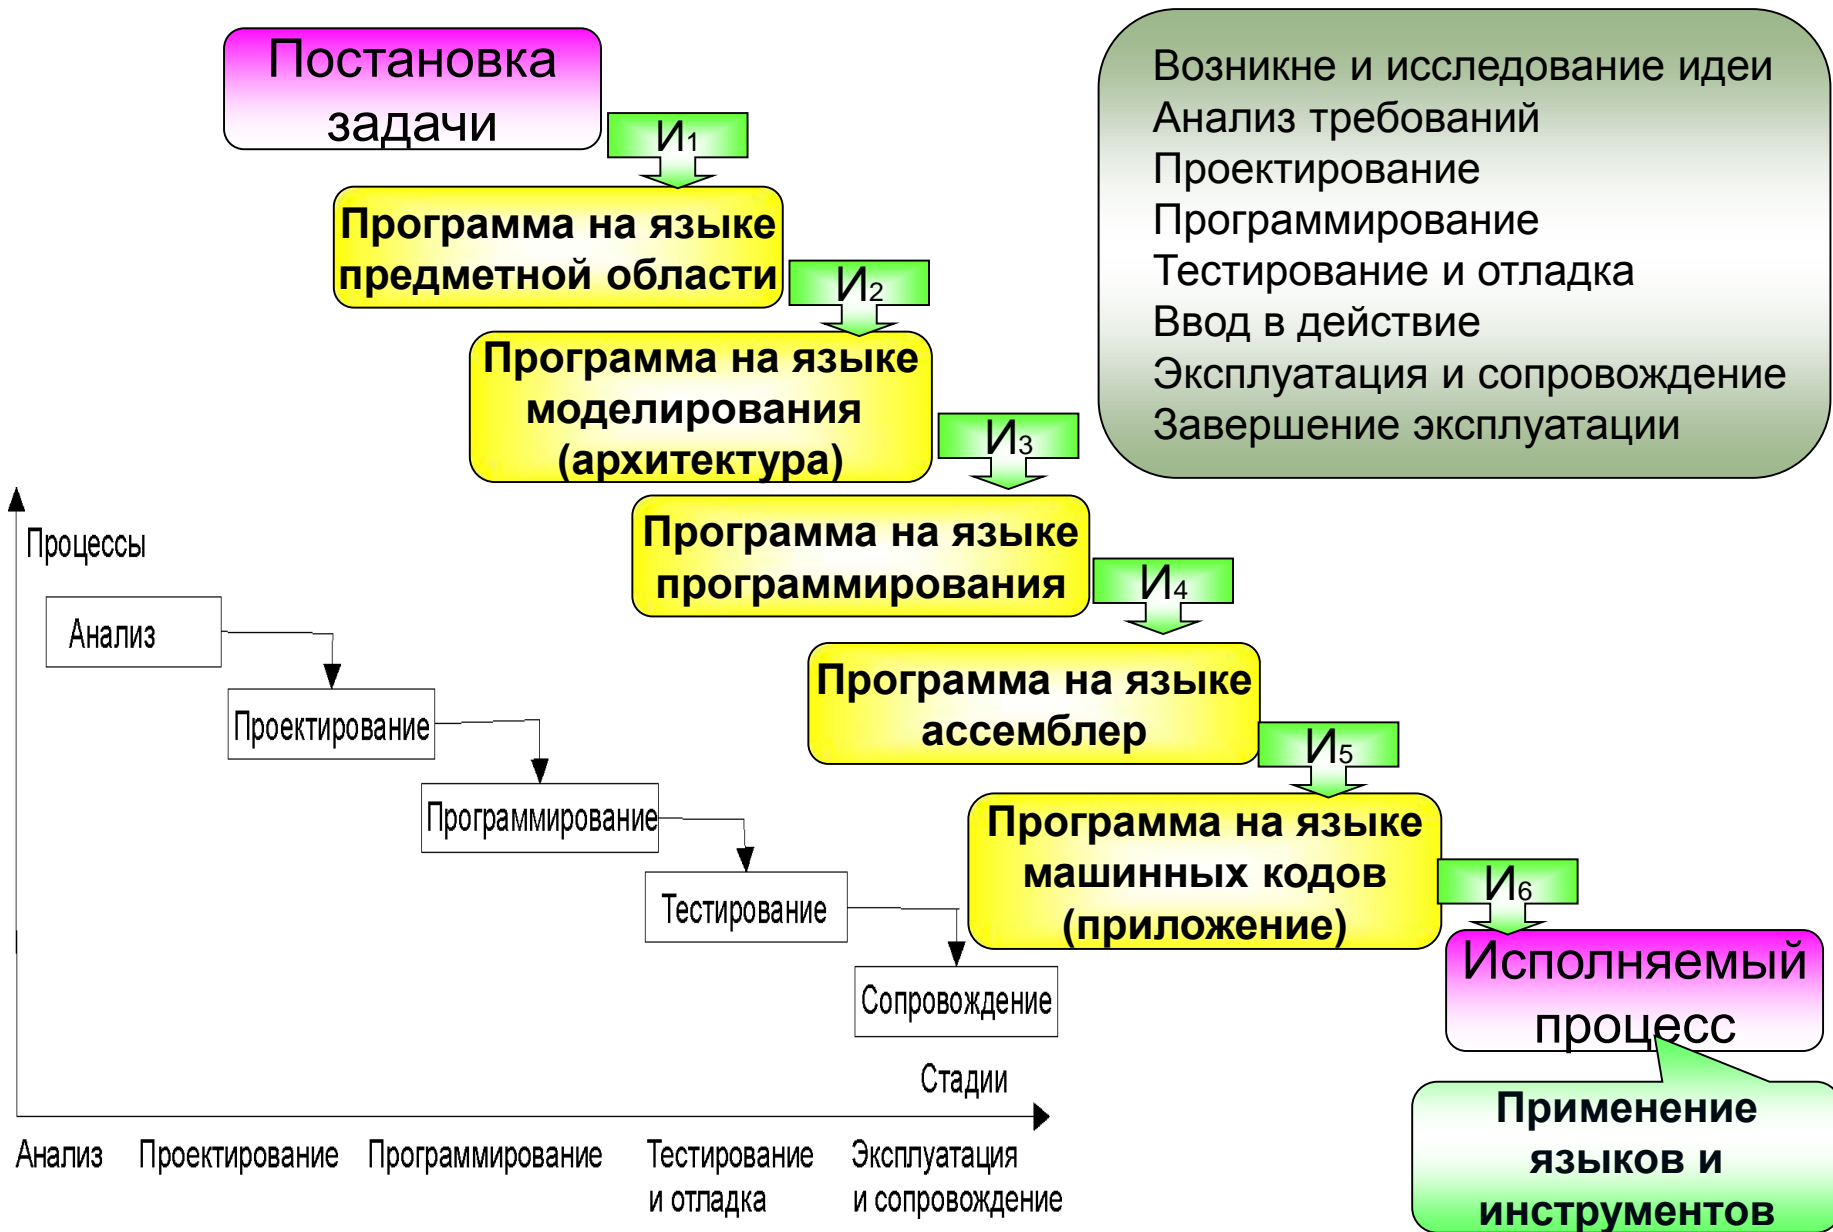 Постановка
задачи
И1
Программа на языке
предметной области
И2
Программа на языке
моделирования
(архитектура)
И3
Программа на языке
программирования
И4
Программа на языке
ассемблер
И5
Программа на языке
машинных кодов
(приложение)
И6
Исполняемый
процесс
Применение
языков и
инструментов
Возникне и исследование идеи
Анализ требований
Проектирование
Программирование
Тестирование и отладка
Ввод в действие
Эксплуатация и сопровождение
Завершение эксплуатации
Процессы
Анализ
Проектирование
Программирование
Тестирование
Сопровождение
Стадии
Анализ
Проектирование
Программирование
Тестирование
и отладка
Эксплуатация
и сопровождение